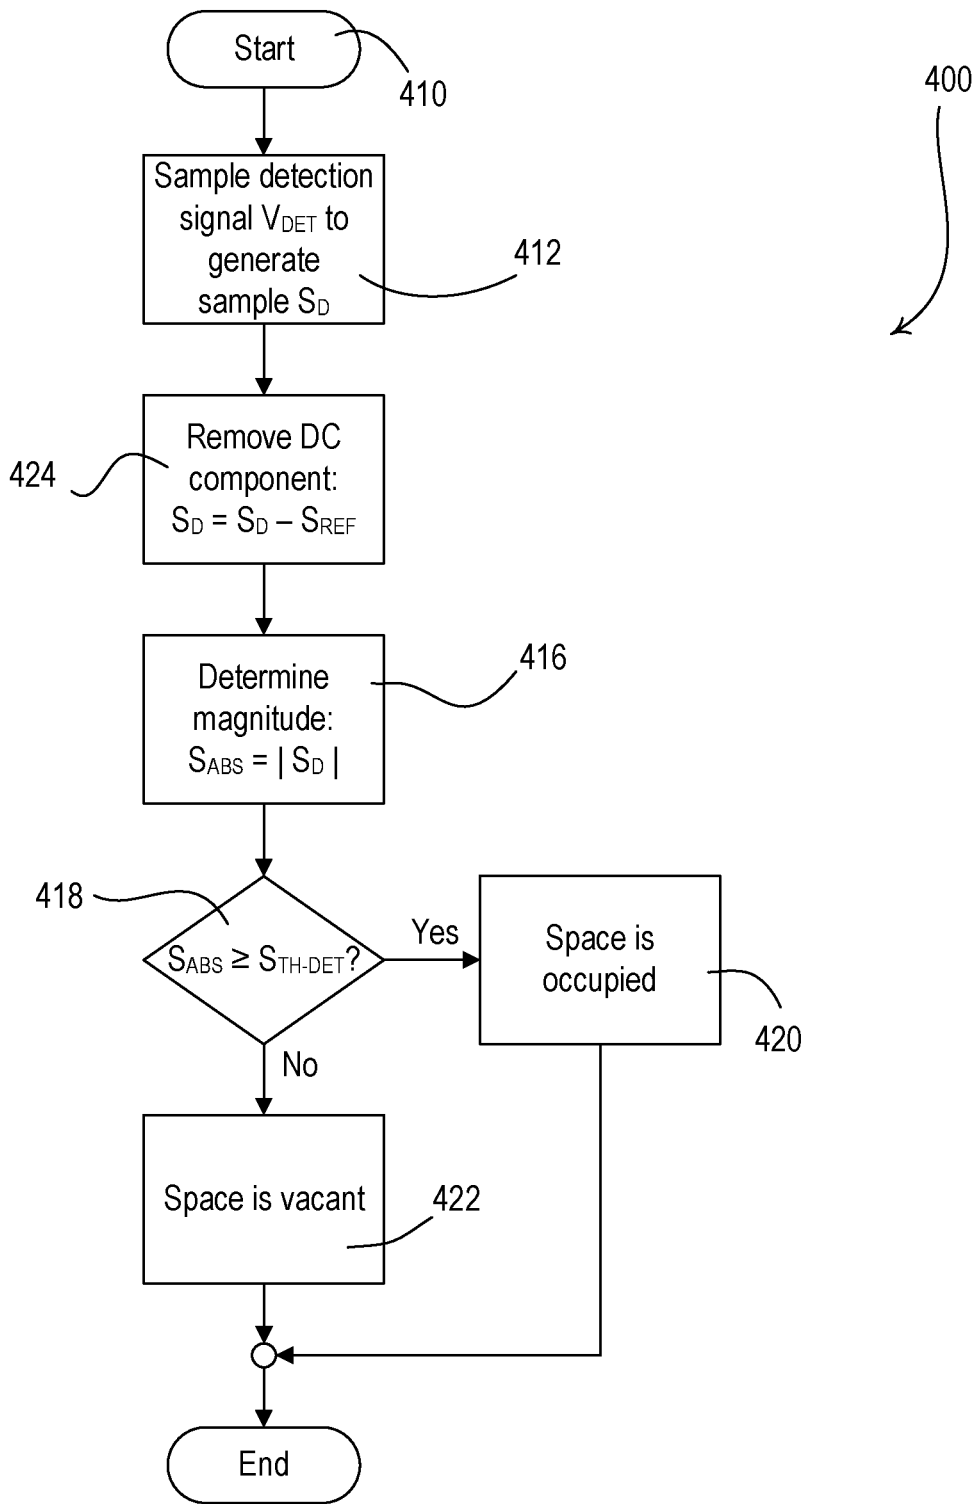 Start
410
400
Sample detection
signal VDET to
generate
sample SD
412
Remove DC
component:
SD = SD – SREF
424
Determine
magnitude:
SABS = | SD |
416
418
SABS ≥ STH-DET?
Yes
Space is
occupied
420
No
Space is vacant
422
End